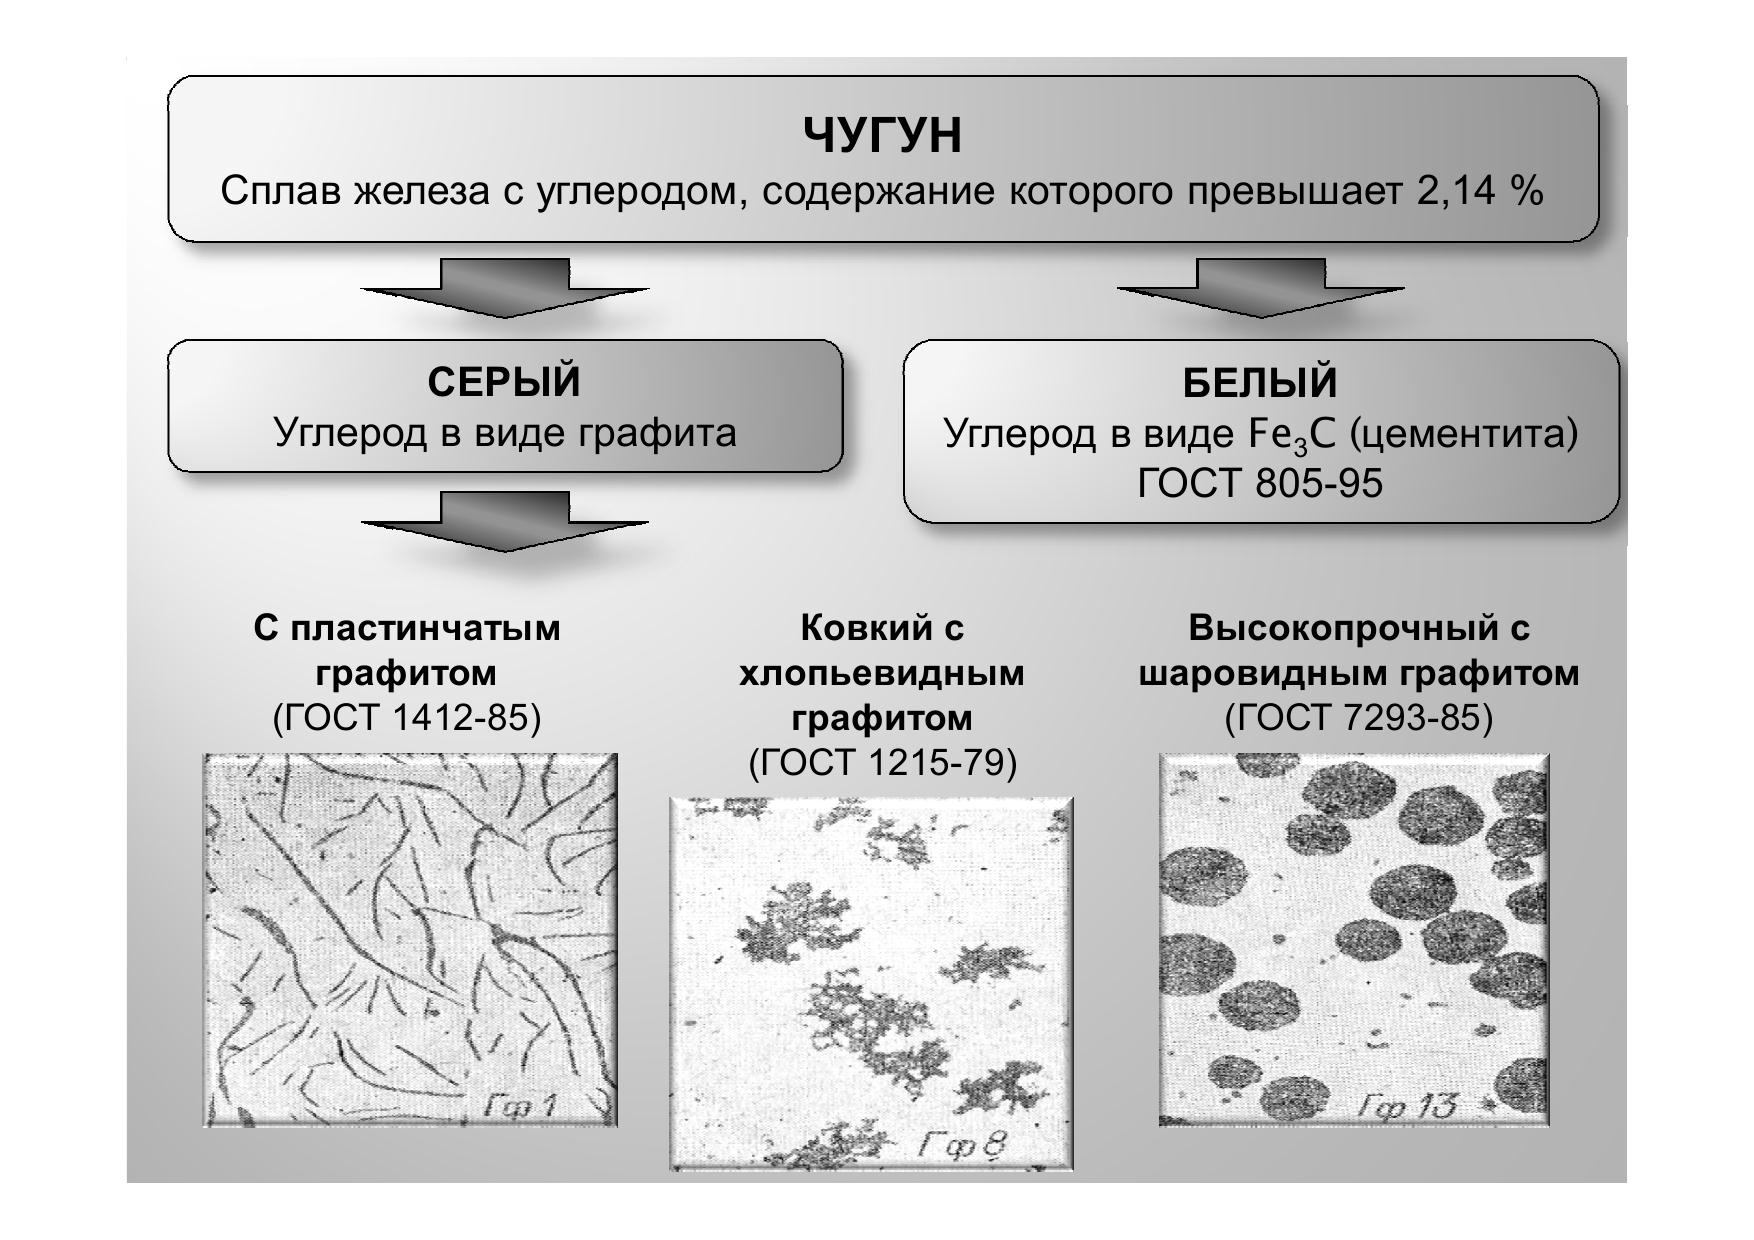 ЧУГУН
Сплав железа с углеродом, содержание которого превышает 2,14 %
СЕРЫЙ
Углерод в виде графита
БЕЛЫЙ
Углерод в виде Fe₃C (цементита)
ГОСТ 805-95
С пластинчатым
графитом
(ГОСТ 1412-85)
Ковкий с
хлопьевидным
графитом
(ГОСТ 1215-79)
Высокопрочный с
шаровидным графитом
(ГОСТ 7293-85)
Гф 1
Гф 8
Гф 13